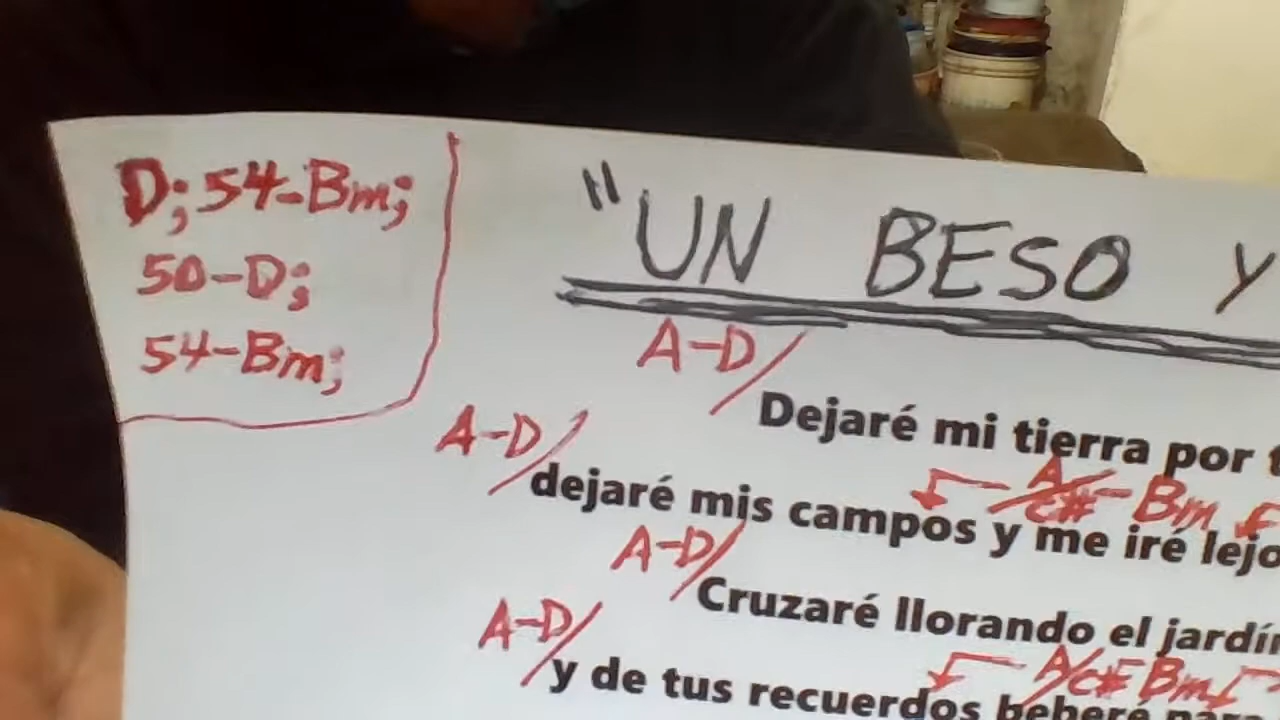 D; 54-Bm;
50-D;
54-Bm;
"UN BESO Y
A-D/
Dejaré mi tierra por
A-D/ A/C#-Bm
dejaré mis campos y me iré
A-D/
Cruzaré llorando el
A-D/ A/C# Bm
y de tus recuerdos beberé